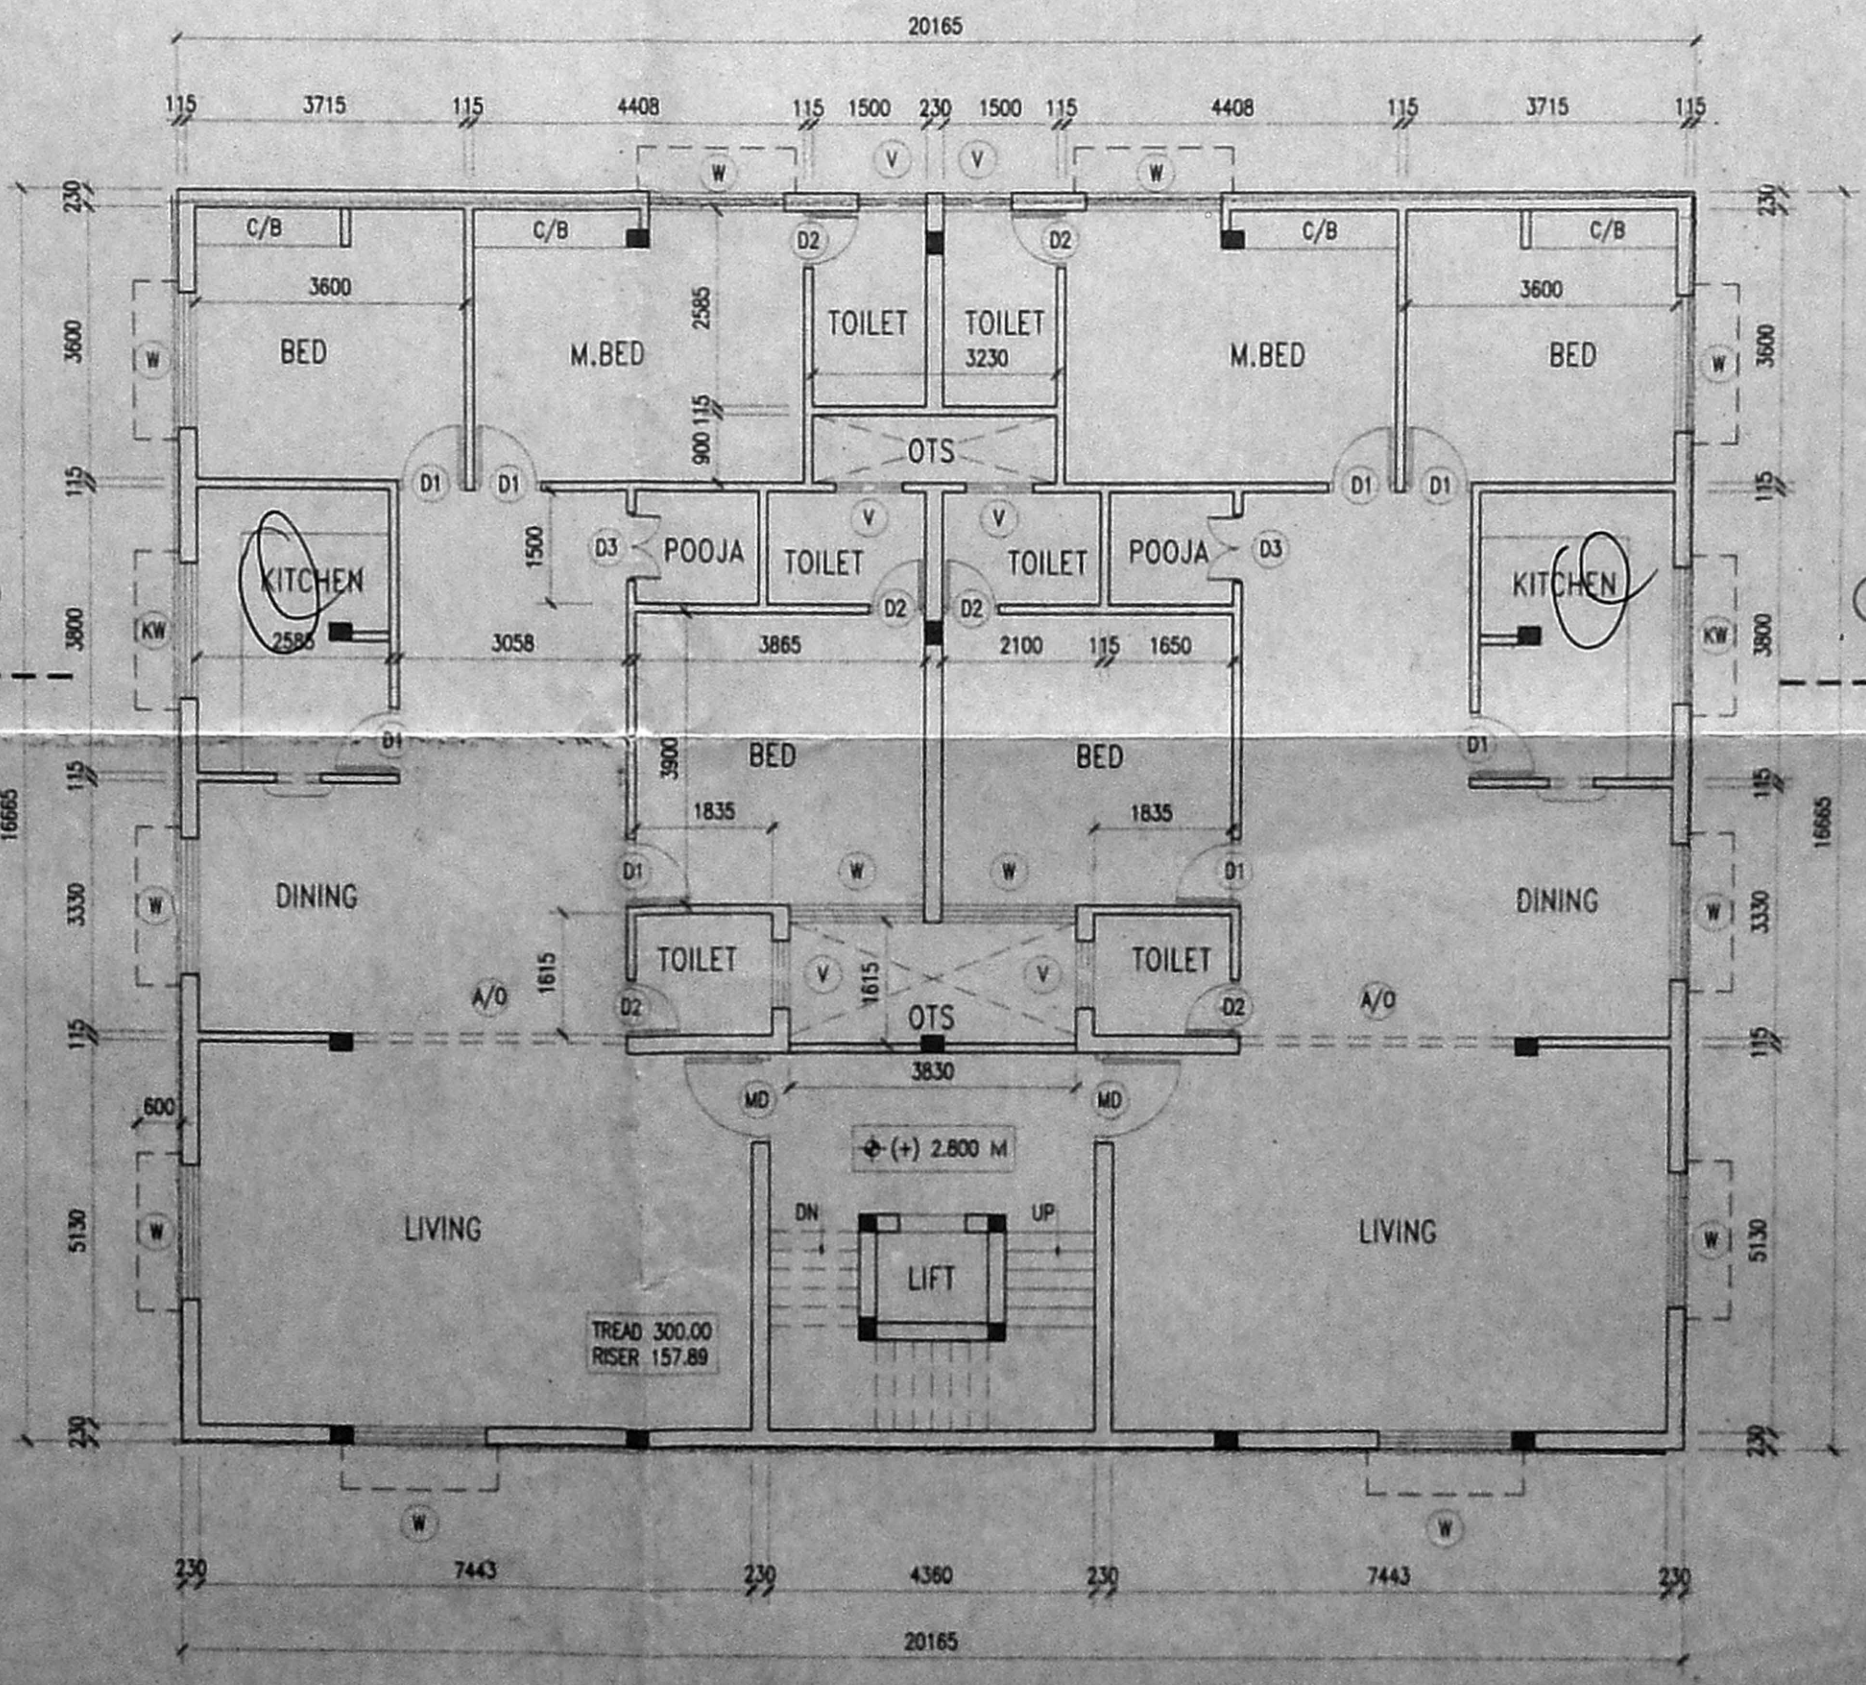 20165
115 3715 115 4408 115 1500 230 1500 115 4408 115 3715 115
W V V W
230 C/B C/B D2 D2 C/B C/B 230
3600 3600
2585
TOILET TOILET
3600 W BED M.BED 3230 M.BED BED W 3600
115
900 OTS
115 D1 D1 D1 D1 115
V V
1500 D3 POOJA TOILET TOILET POOJA D3
KITCHEN KITCHEN
D2 D2
3800 KW 2585 3058 3865 2100 115 1650 KW 3800
D1 3900 BED BED D1
115 115
16665 1835 1835 16665
D1 W W D1
3330 W DINING DINING W 3330
1615 TOILET V 1615 V TOILET
A/O D2 OTS D2 A/O
115 115
3830
600 MD MD
(+) 2.800 M
DN UP
5130 W LIVING LIVING W 5130
LIFT
TREAD 300.00
RISER 157.89
230 230
W W
230 7443 230 4360 230 7443 230
20165